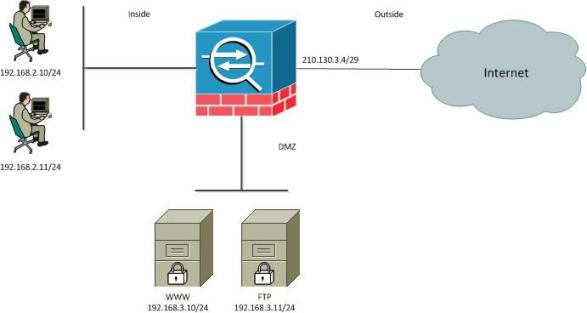 Inside
Outside
192.168.2.10/24
210.130.3.4/29
Internet
192.168.2.11/24
DMZ
WWW
192.168.3.10/24
FTP
192.168.3.11/24